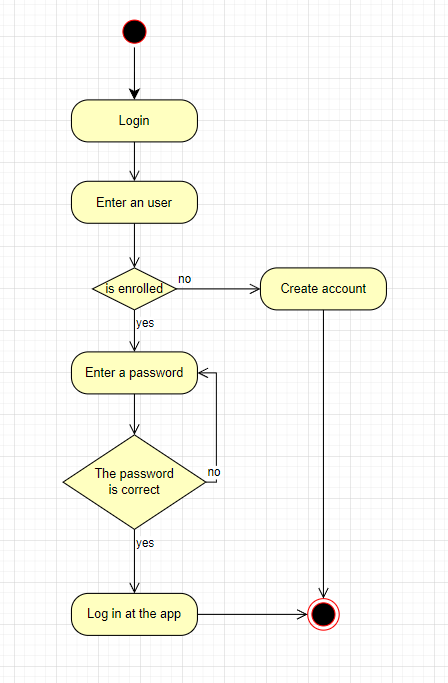 Login
Enter an user
is enrolled
no
Create account
yes
Enter a password
The password
is correct
no
yes
Log in at the app